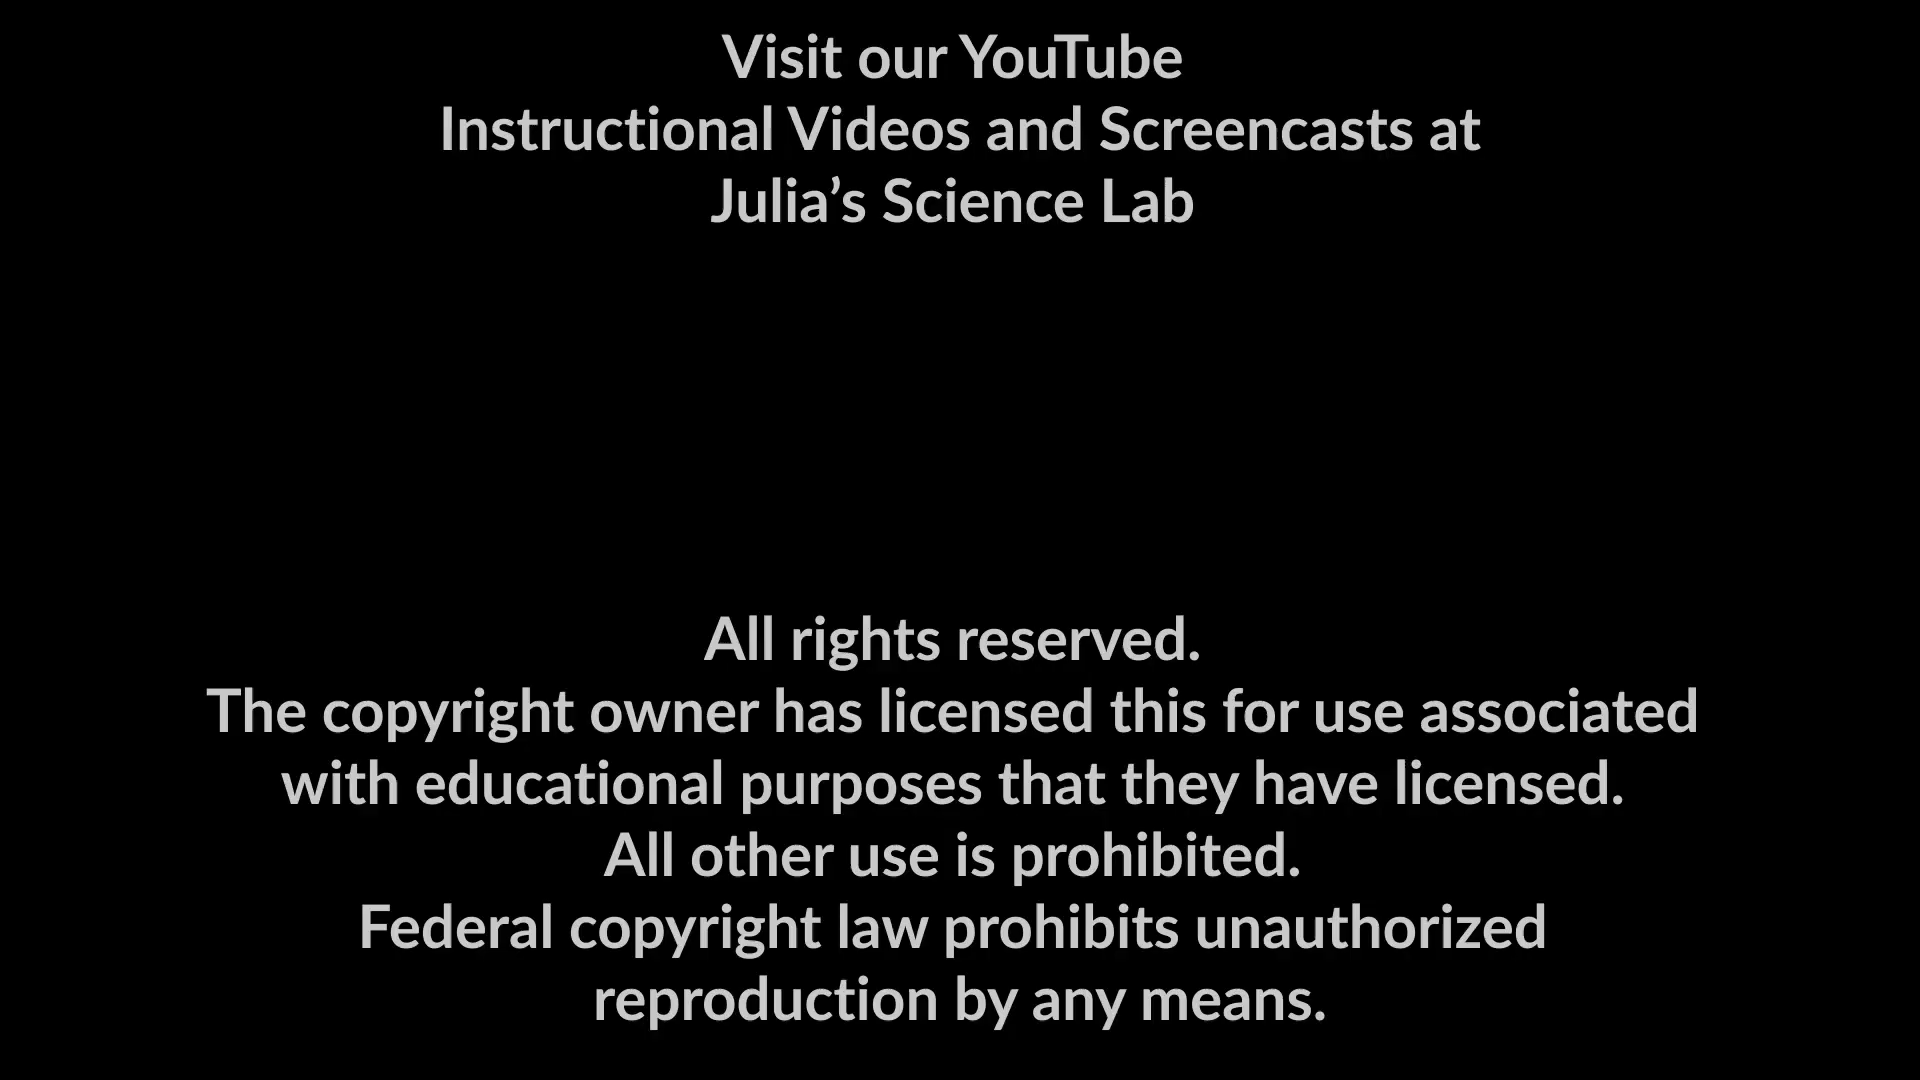 Visit our YouTube
Instructional Videos and Screencasts at
Julia’s Science Lab
All rights reserved.
The copyright owner has licensed this for use associated
with educational purposes that they have licensed.
All other use is prohibited.
Federal copyright law prohibits unauthorized
reproduction by any means.